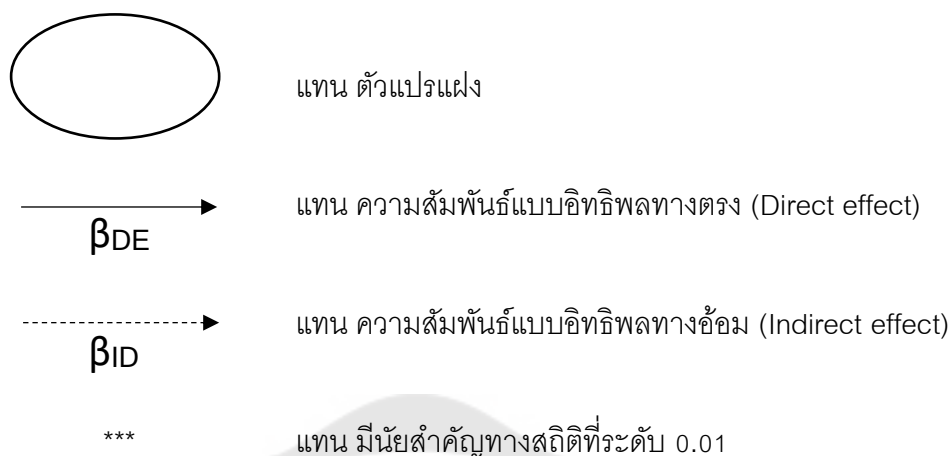 แทน ตัวแปรแฝง
แทน ความสัมพันธ์แบบอิทธิพลทางตรง (Direct effect)
βDE
แทน ความสัมพันธ์แบบอิทธิพลทางอ้อม (Indirect effect)
βID
*** แทน มีนัยสำคัญทางสถิติที่ระดับ 0.01